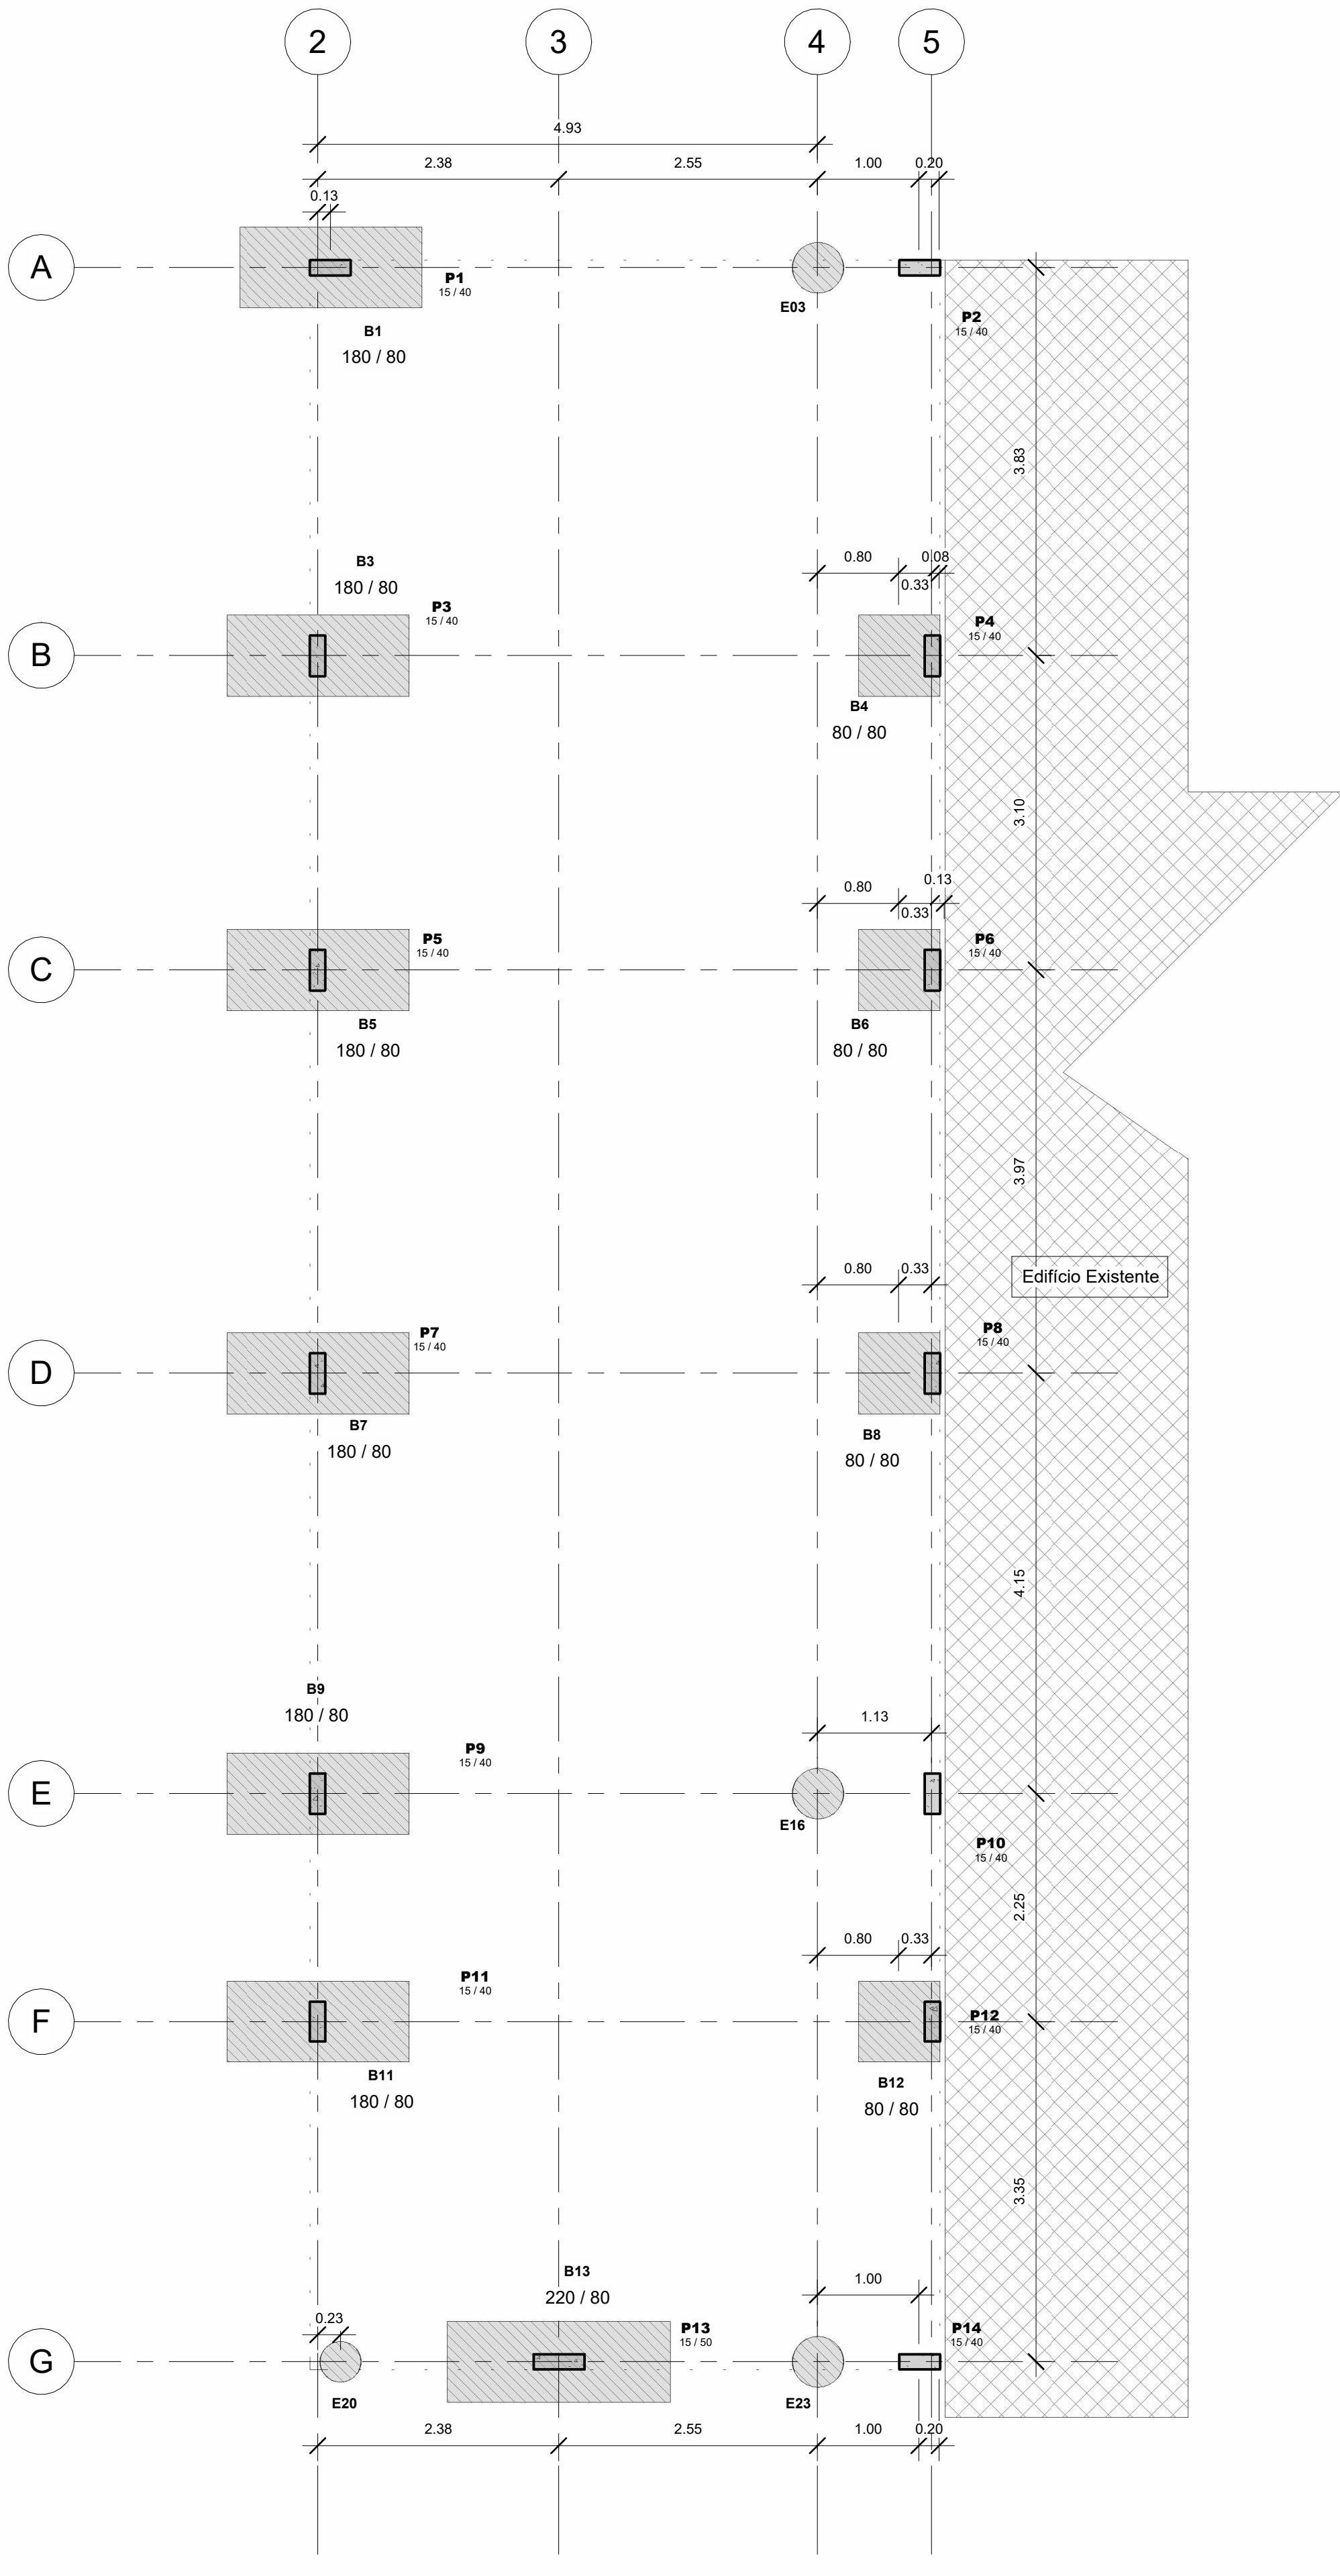 2
3
4
5
4.93
2.38
2.55
1.00
0.20
0.13
A
P1
15 / 40
B1
180 / 80
E03
P2
15 / 40
3.83
B3
180 / 80
P3
15 / 40
0.80
0.08
0.33
P4
15 / 40
B
B4
80 / 80
3.10
0.80
0.13
0.33
P5
15 / 40
P6
15 / 40
C
B5
180 / 80
B6
80 / 80
3.97
0.80
0.33
Edifício Existente
P7
15 / 40
P8
15 / 40
D
B7
180 / 80
B8
80 / 80
4.15
B9
180 / 80
1.13
P9
15 / 40
E
E16
P10
15 / 40
2.25
0.80
0.33
P11
15 / 40
P12
15 / 40
F
B11
180 / 80
B12
80 / 80
3.35
B13
220 / 80
1.00
0.23
P13
15 / 50
P14
15 / 40
G
E20
E23
2.38
2.55
1.00
0.20